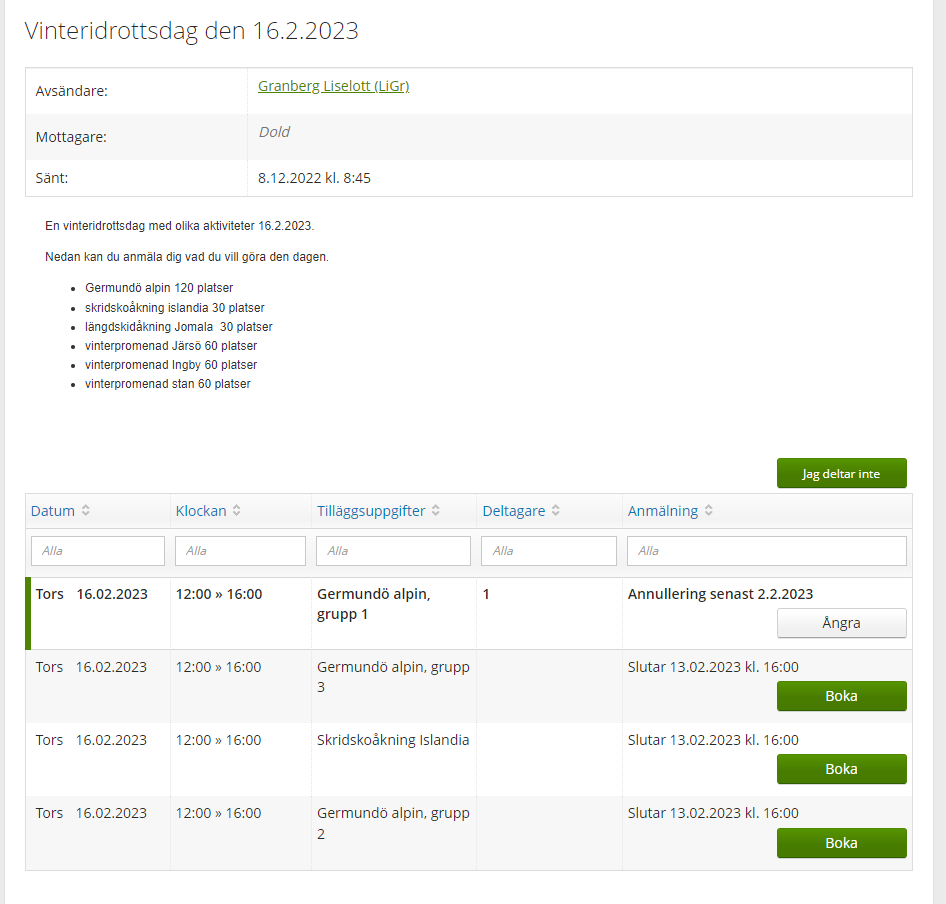 Vinteridrottsdag den 16.2.2023
Avsändare: Granberg Liselott (LiGr)
Mottagare: Dold
Sänt: 8.12.2022 kl. 8:45
En vinteridrottsdag med olika aktiviteter 16.2.2023.
Nedan kan du anmäla dig vad du vill göra den dagen.
• Germundö alpin 120 platser
• skridskoåkning islandia 30 platser
• längdskidåkning Jomala  30 platser
• vinterpromenad Järsö 60 platser
• vinterpromenad Ingby 60 platser
• vinterpromenad stan 60 platser
Jag deltar inte
Datum Klockan Tilläggsuppgifter Deltagare Anmälning
Alla Alla Alla Alla Alla
Tors 16.02.2023 12:00 » 16:00 Germundö alpin, 1 Annullering senast 2.2.2023
grupp 1 Ångra
Tors 16.02.2023 12:00 » 16:00 Germundö alpin, grupp Slutar 13.02.2023 kl. 16:00
3 Boka
Tors 16.02.2023 12:00 » 16:00 Skridskoåkning Islandia Slutar 13.02.2023 kl. 16:00
Boka
Tors 16.02.2023 12:00 » 16:00 Germundö alpin, grupp Slutar 13.02.2023 kl. 16:00
2 Boka